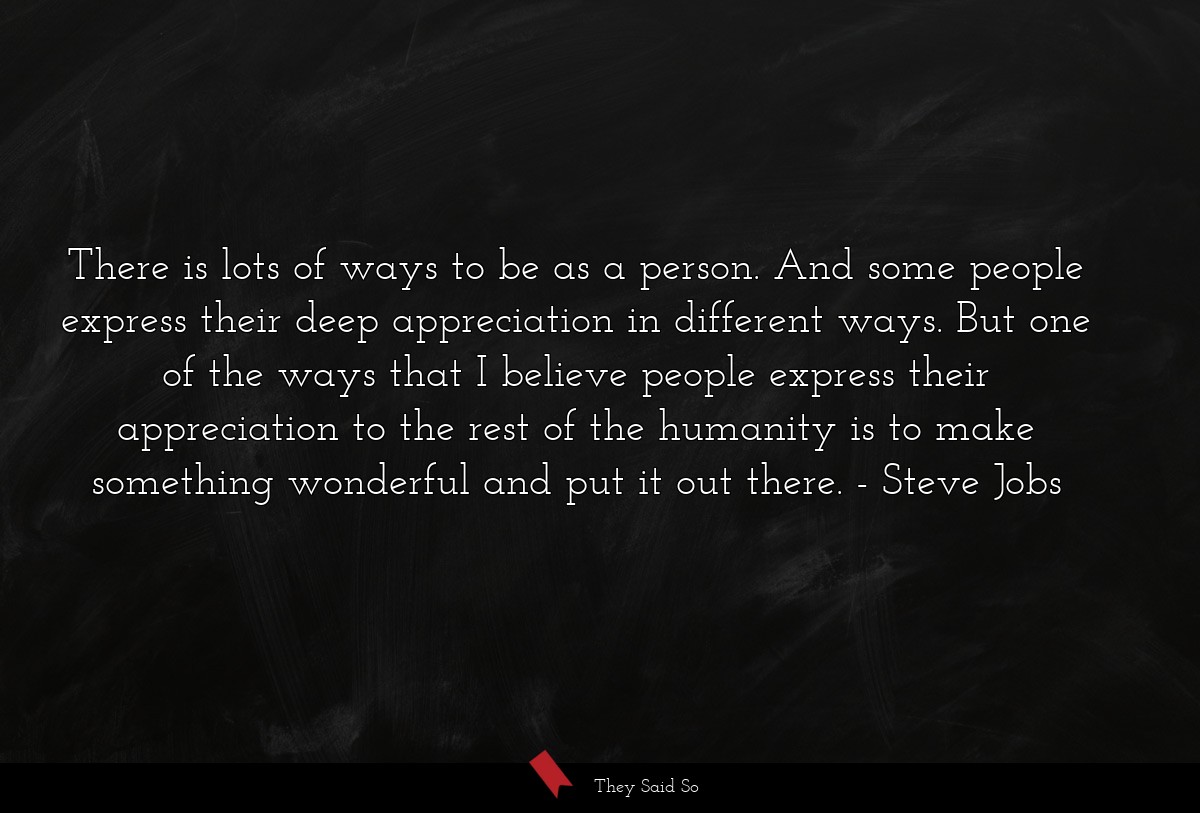 There is lots of ways to be as a person. And some people
express their deep appreciation in different ways. But one
of the ways that I believe people express their
appreciation to the rest of the humanity is to make
something wonderful and put it out there. - Steve Jobs
They Said So